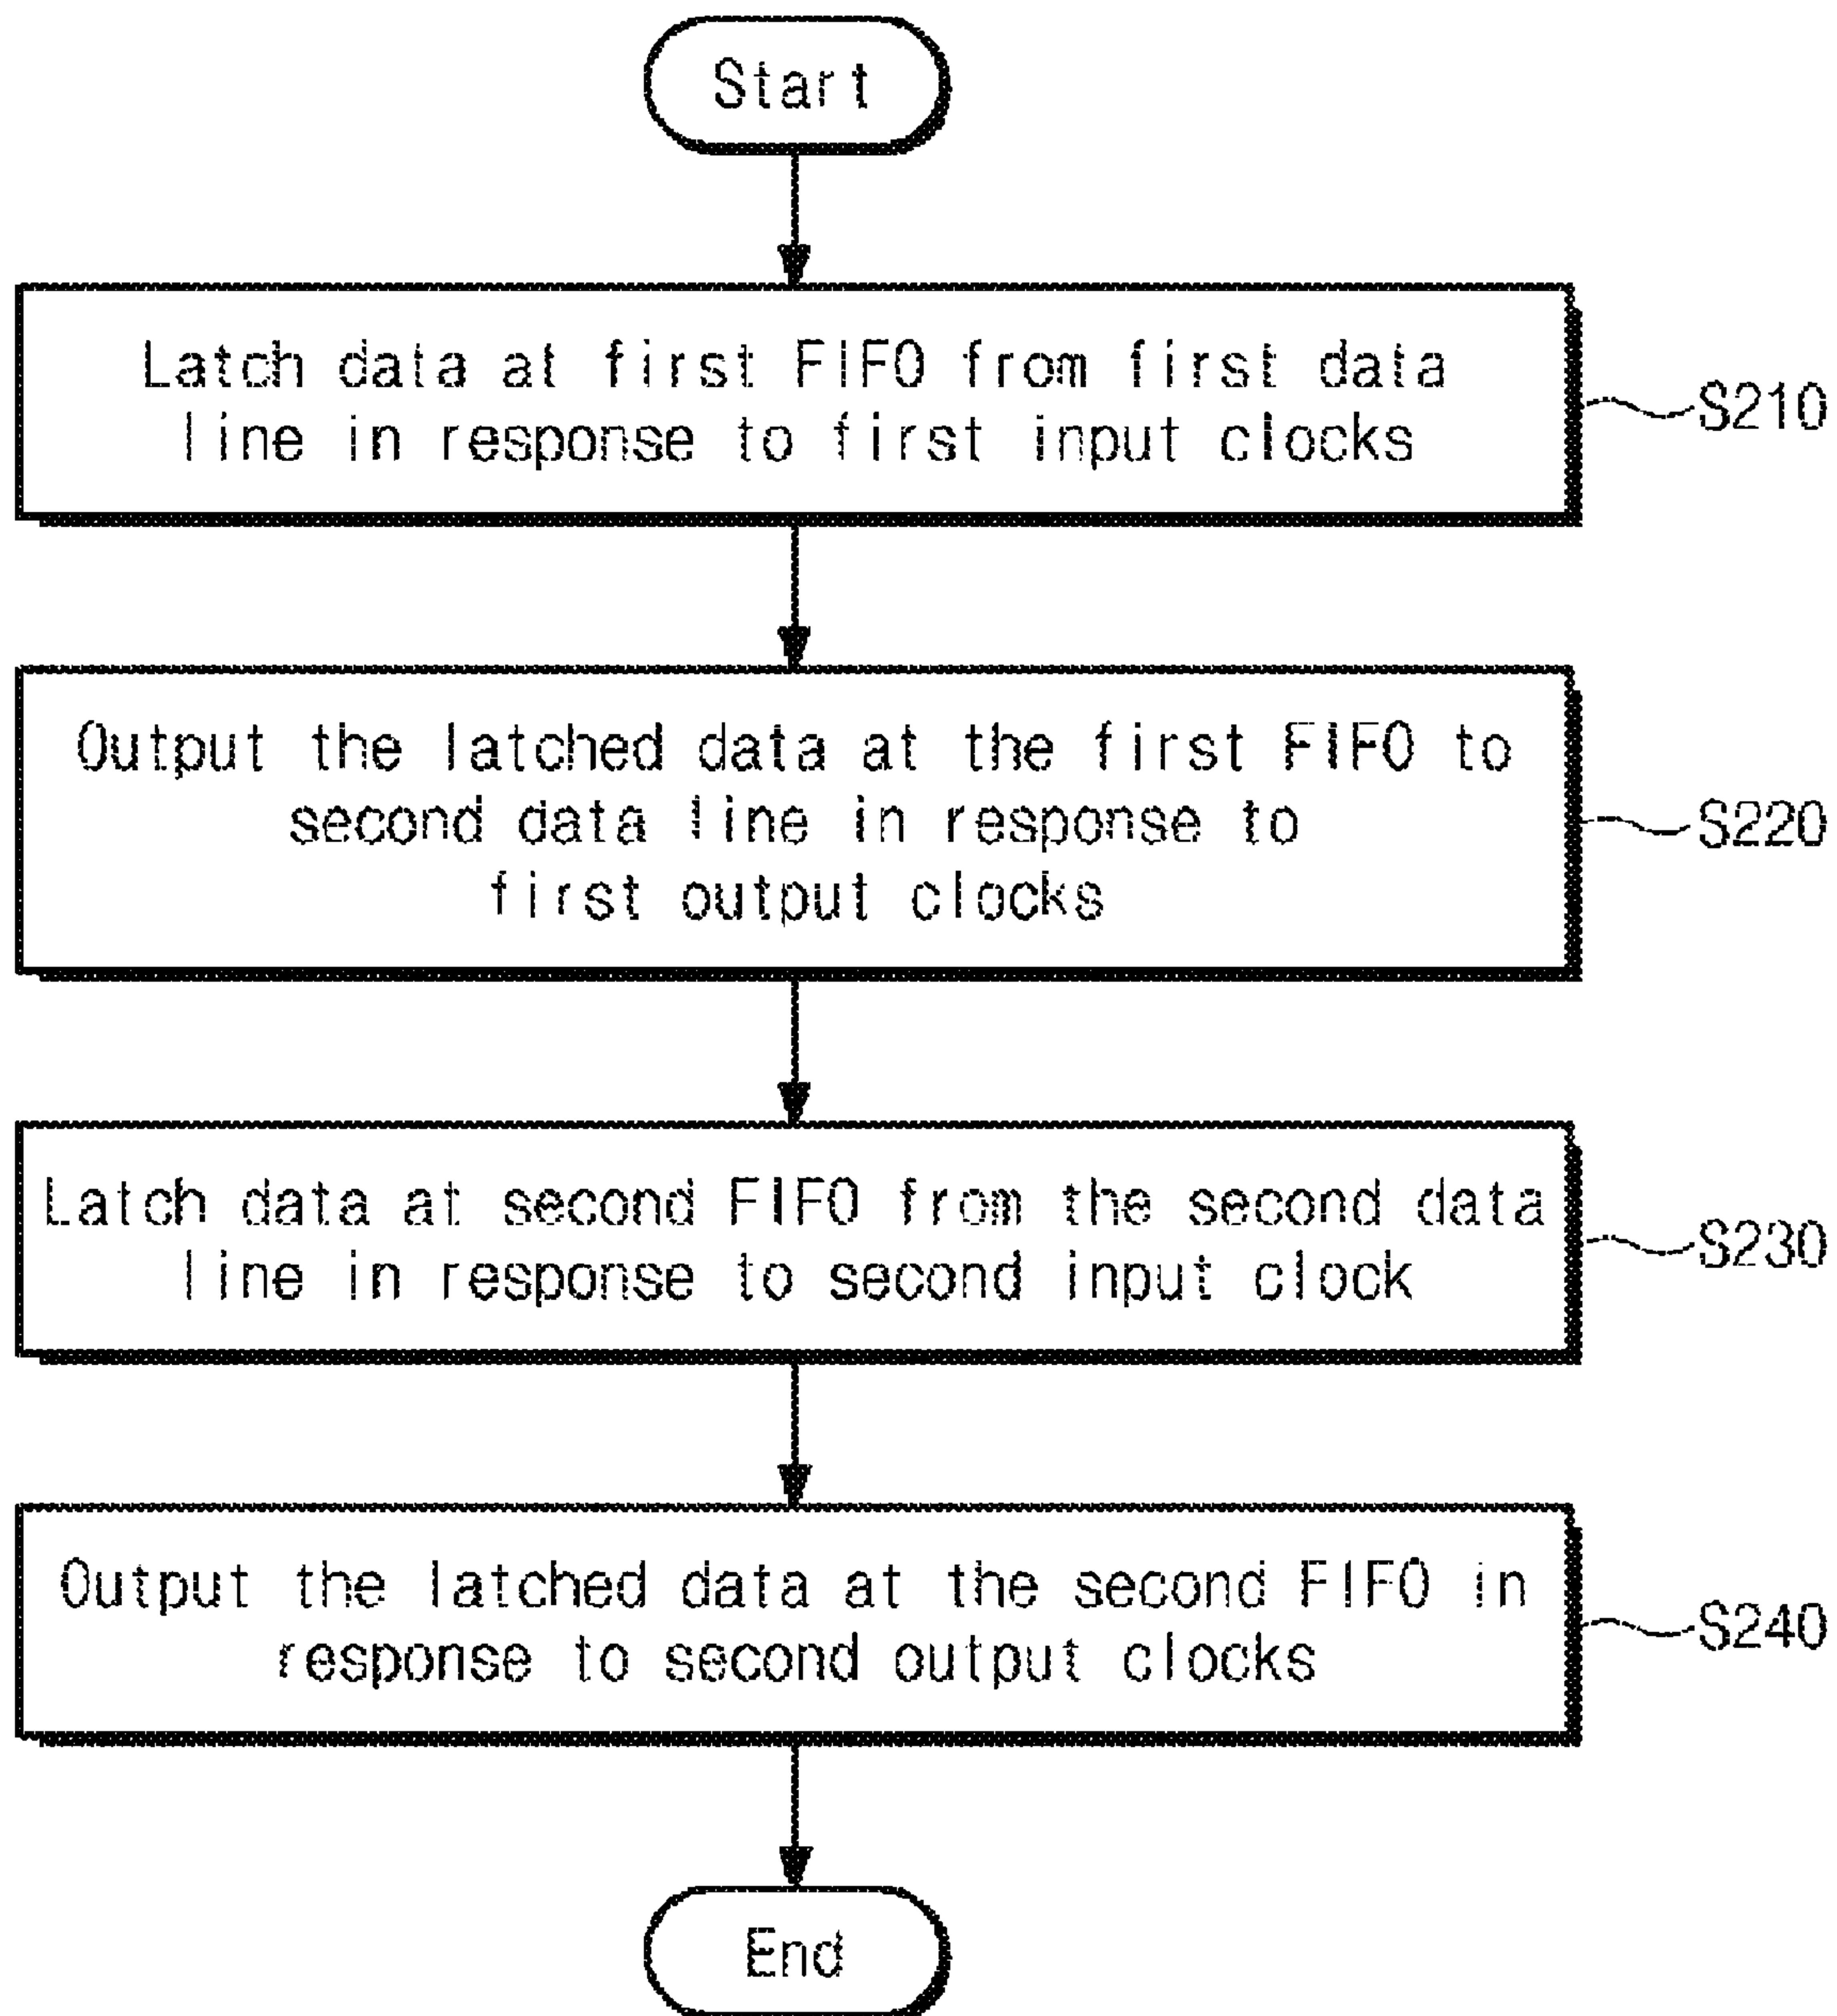 Start
Latch data at first FIFO from first data
line in response to first input clocks
S210
Output the latched data at the first FIFO to
second data line in response to
first output clocks
S220
Latch data at second FIFO from the second data
line in response to second input clock
S230
Output the latched data at the second FIFO in
response to second output clocks
S240
End